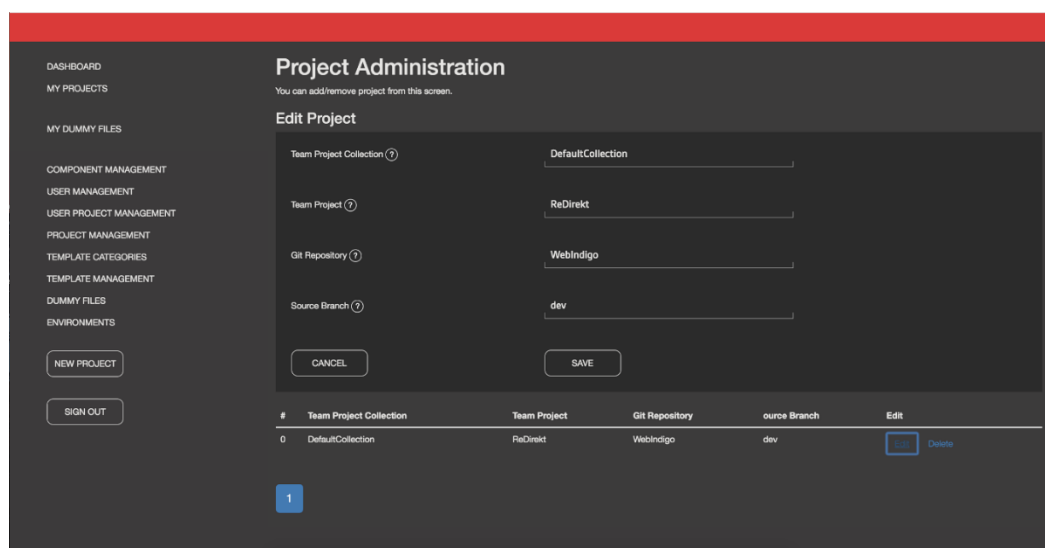 DASHBOARD
MY PROJECTS
MY DUMMY FILES
COMPONENT MANAGEMENT
USER MANAGEMENT
USER PROJECT MANAGEMENT
PROJECT MANAGEMENT
TEMPLATE CATEGORIES
TEMPLATE MANAGEMENT
DUMMY FILES
ENVIRONMENTS
NEW PROJECT
SIGN OUT
Project Administration
You can add/remove project from this screen.
Edit Project
Team Project Collection ? DefaultCollection
Team Project ? ReDirekt
Git Repository ? WebIndigo
Source Branch ? dev
CANCEL SAVE
# Team Project Collection Team Project Git Repository ource Branch Edit
0 DefaultCollection ReDirekt WebIndigo dev Edit Delete
1